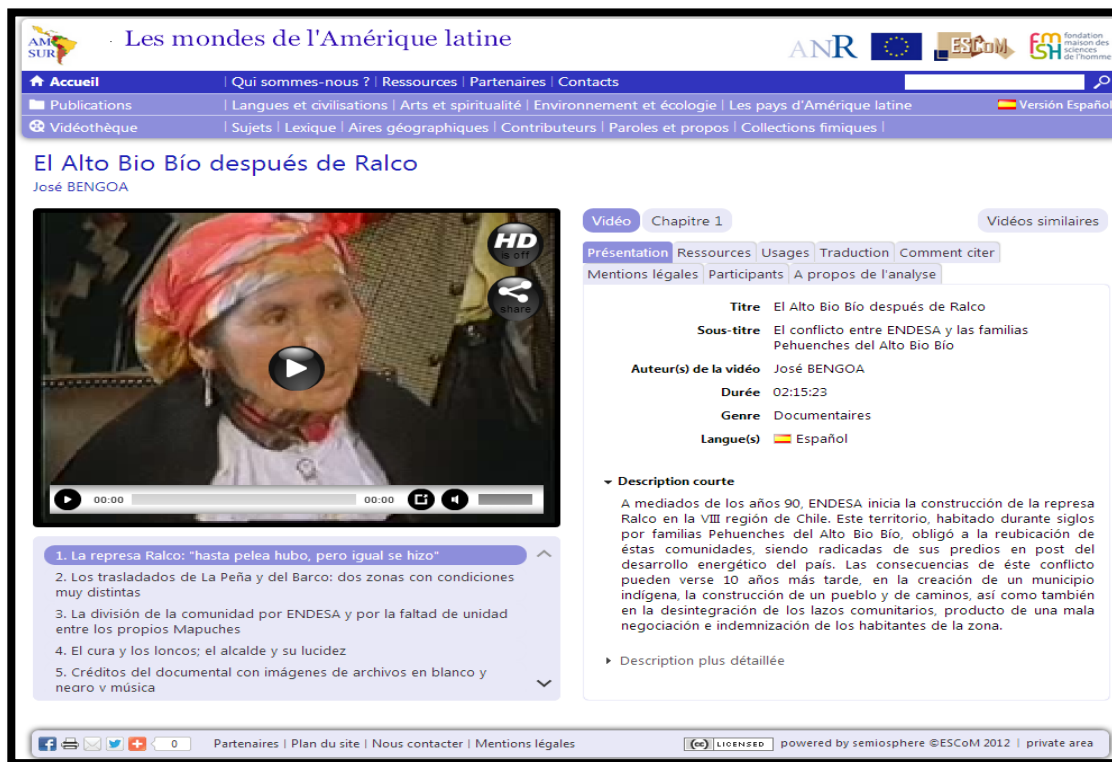 AM
SUR
Les mondes de l'Amérique latine
ANR
ESCoM
fmsh fondation
maison des
sciences
de l'homme
Accueil | Qui sommes-nous ? | Ressources | Partenaires | Contacts
Publications | Langues et civilisations | Arts et spiritualité | Environnement et écologie | Les pays d'Amérique latine Versión Español
Vidéothèque | Sujets | Lexique | Aires géographiques | Contributeurs | Paroles et propos | Collections fimiques |
El Alto Bio Bío después de Ralco
José BENGOA
HD
is off
share
00:00 00:00
1. La represa Ralco: "hasta pelea hubo, pero igual se hizo"
2. Los trasladados de La Peña y del Barco: dos zonas con condiciones
muy distintas
3. La división de la comunidad por ENDESA y por la faltad de unidad
entre los propios Mapuches
4. El cura y los loncos; el alcalde y su lucidez
5. Créditos del documental con imágenes de archivos en blanco y
negro y música
Vidéo Chapitre 1 Vidéos similaires
Présentation Ressources Usages Traduction Comment citer
Mentions légales Participants A propos de l'analyse
Titre El Alto Bio Bío después de Ralco
Sous-titre El conflicto entre ENDESA y las familias
Pehuenches del Alto Bio Bío
Auteur(s) de la vidéo José BENGOA
Durée 02:15:23
Genre Documentaires
Langue(s) Español
Description courte
A mediados de los años 90, ENDESA inicia la construcción de la represa
Ralco en la VIII región de Chile. Este territorio, habitado durante siglos
por familias Pehuenches del Alto Bio Bío, obligó a la reubicación de
éstas comunidades, siendo radicadas de sus predios en post del
desarrollo energético del país. Las consecuencias de éste conflicto
pueden verse 10 años más tarde, en la creación de un municipio
indígena, la construcción de un pueblo y de caminos, así como también
en la desintegración de los lazos comunitarios, producto de una mala
negociación e indemnización de los habitantes de la zona.
Description plus détaillée
0 Partenaires | Plan du site | Nous contacter | Mentions légales
(cc) LICENSED powered by semiosphere ©ESCoM 2012 | private area